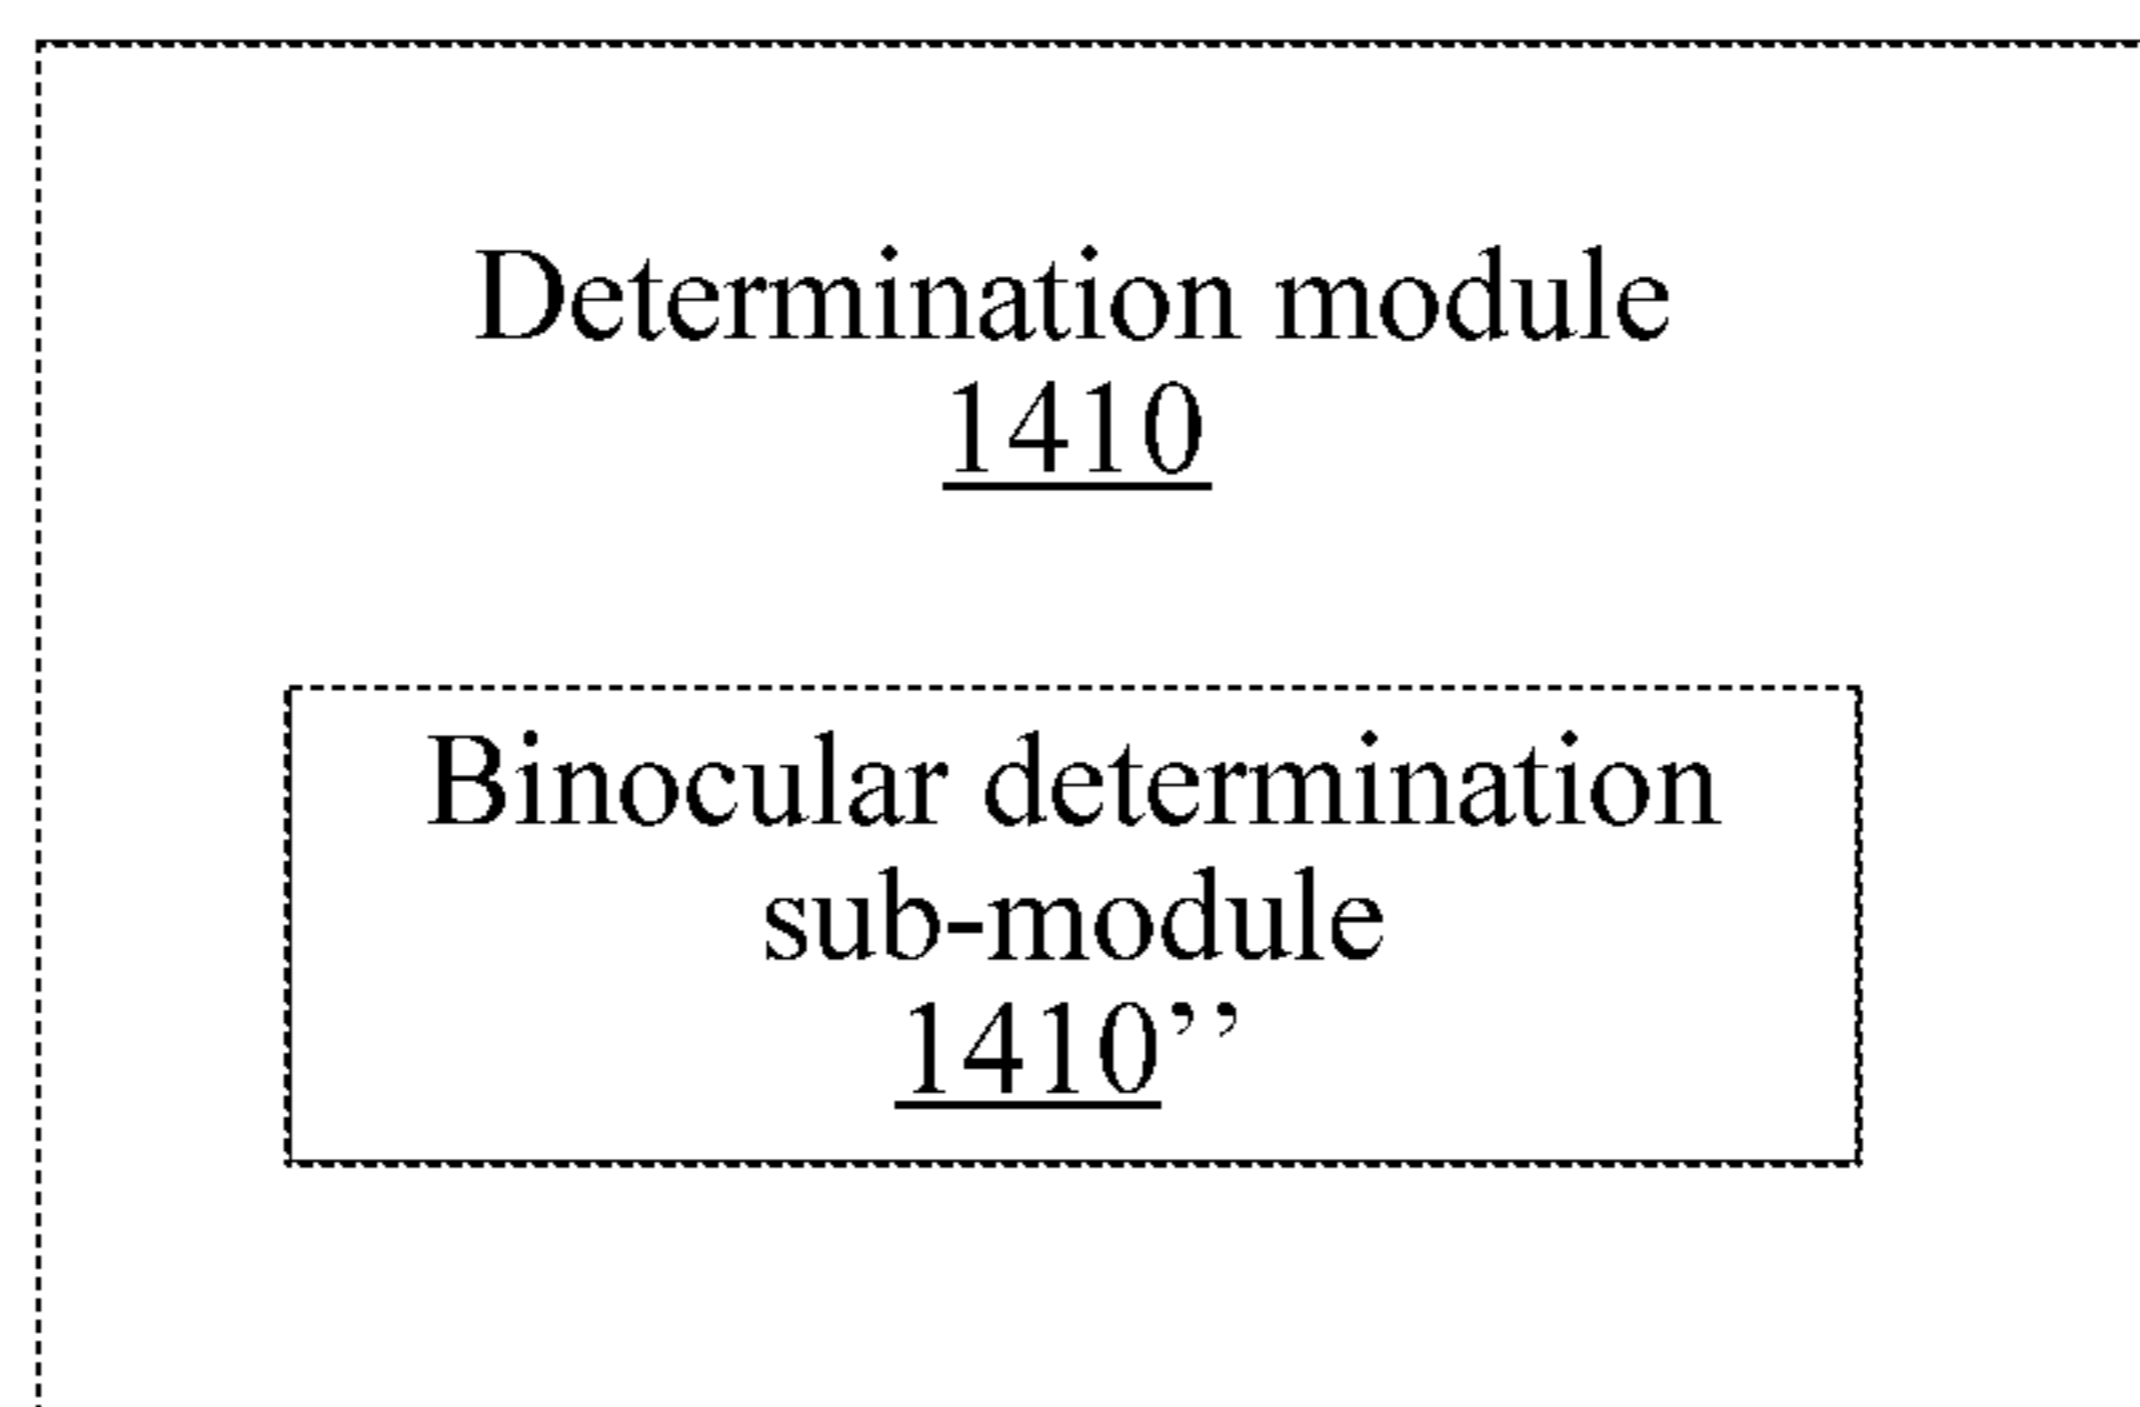 Determination module
1410
Binocular determination
sub-module
1410’’